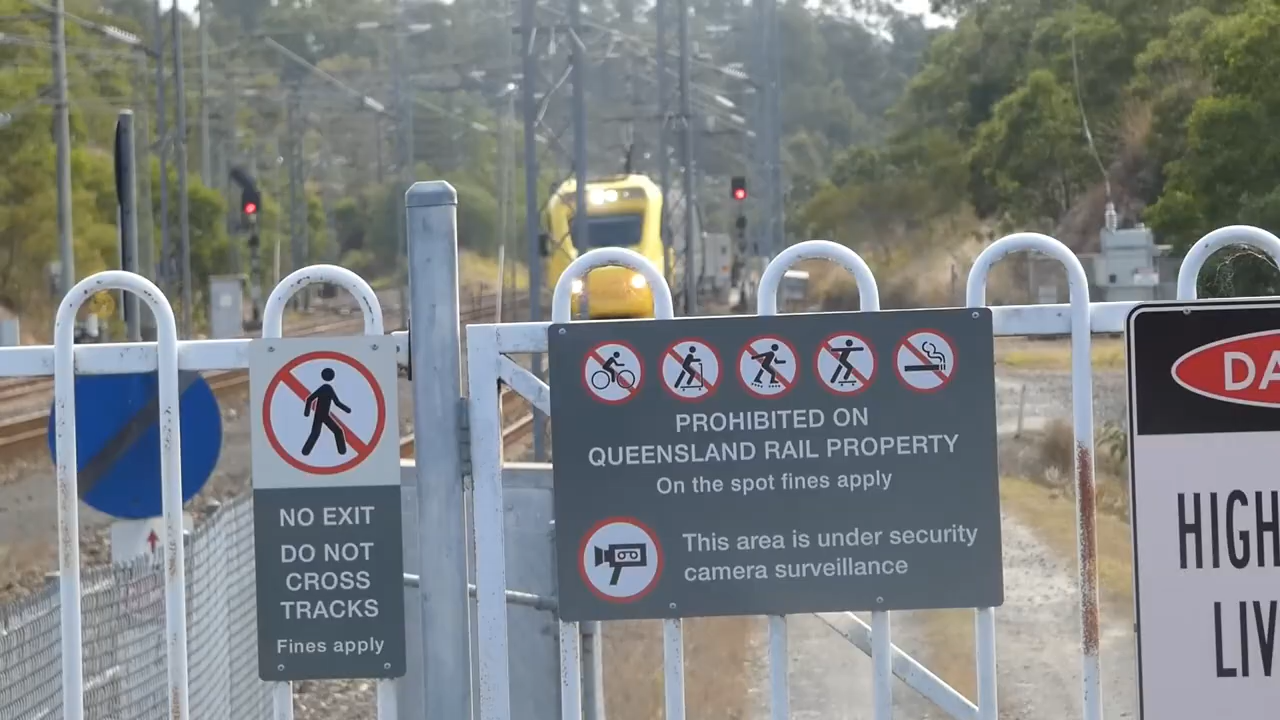 NO EXIT
DO NOT
CROSS
TRACKS
Fines apply
PROHIBITED ON
QUEENSLAND RAIL PROPERTY
On the spot fines apply
This area is under security
camera surveillance
DA
HIGH
LIV